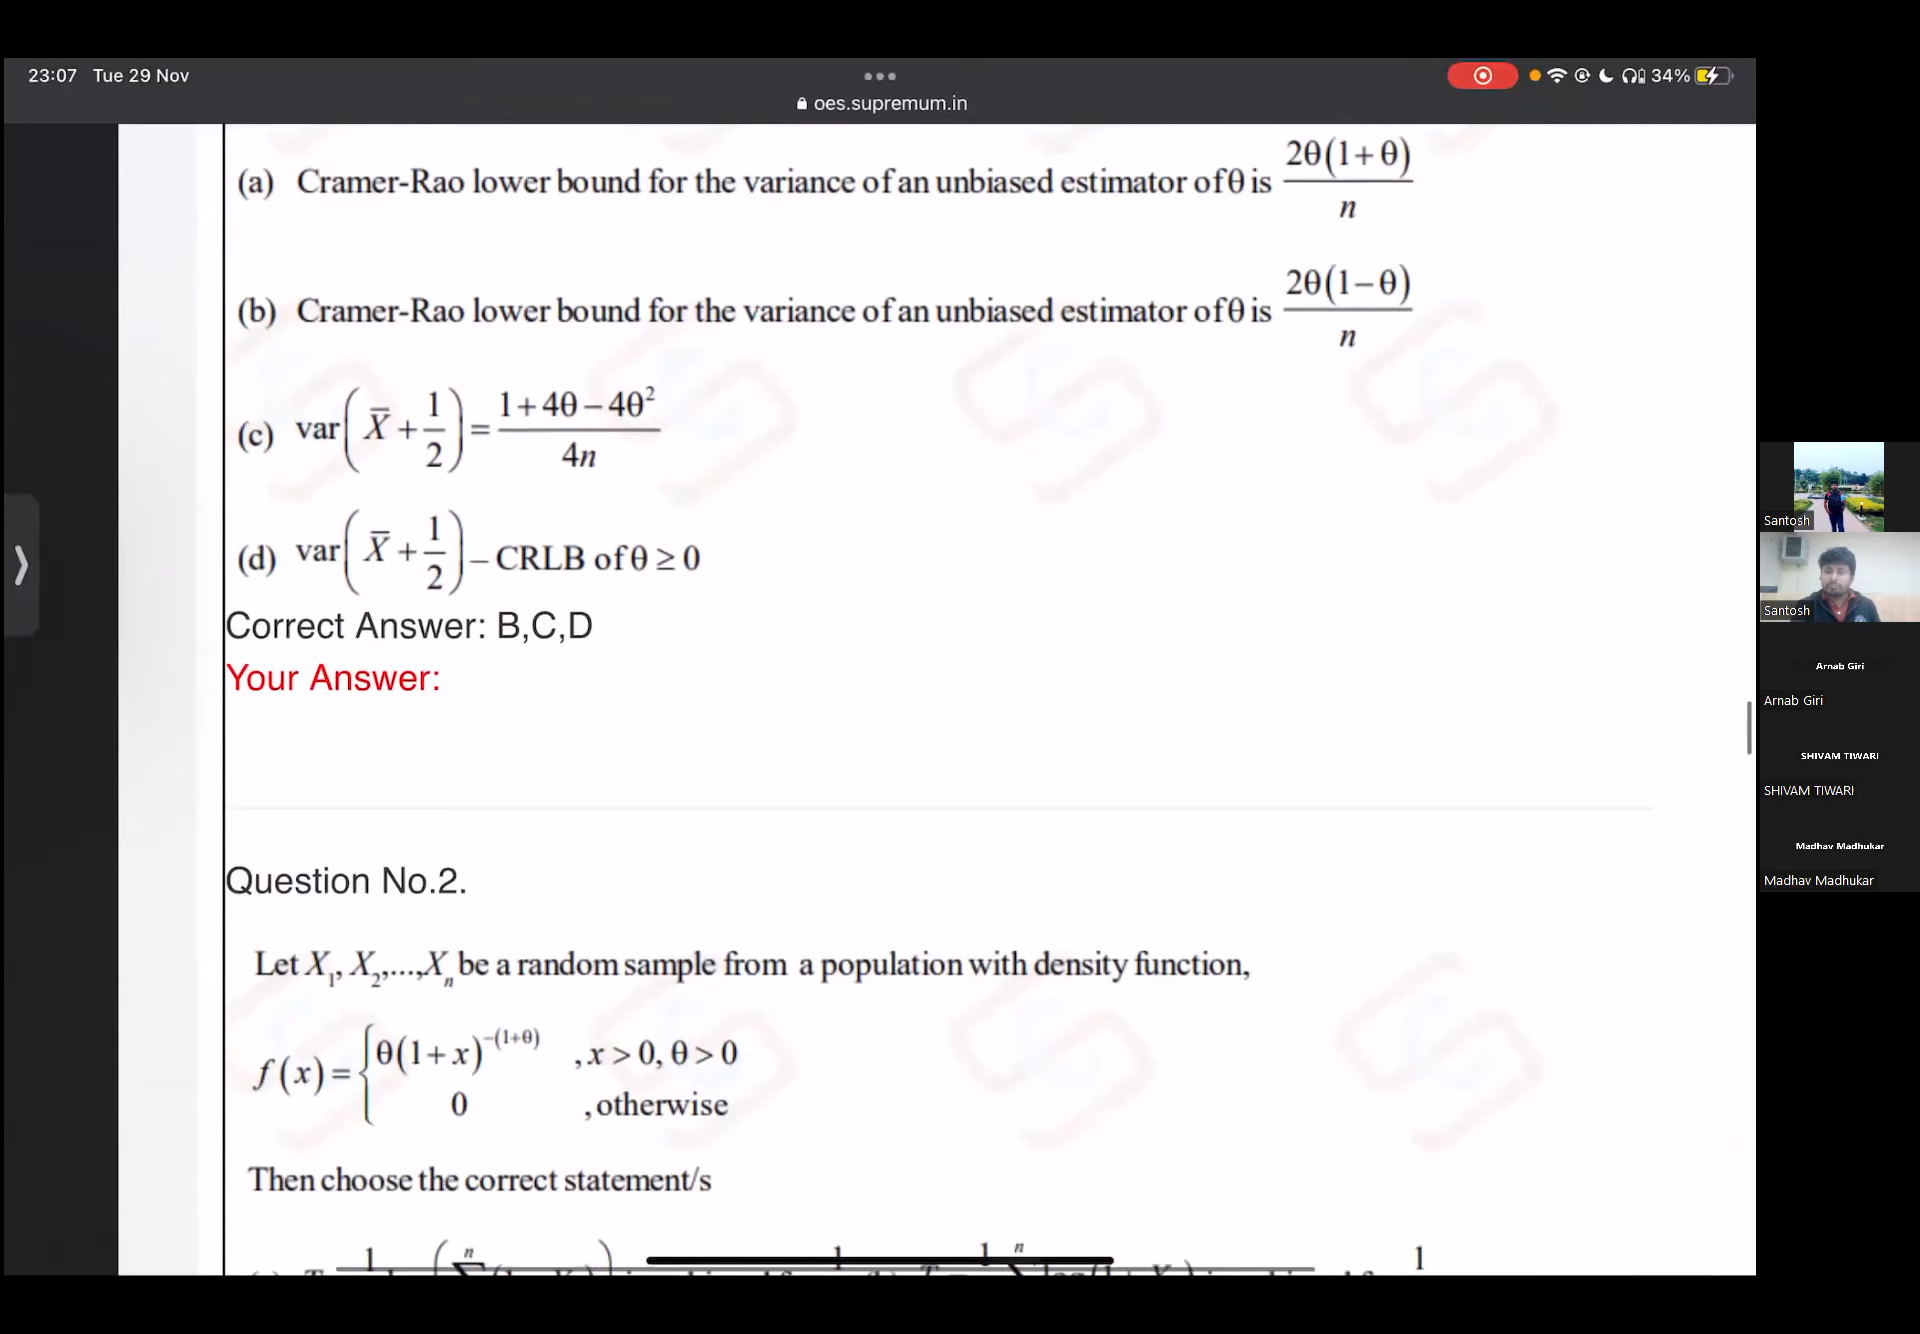 23:07 Tue 29 Nov
34%
oes.supremum.in
(a) Cramer-Rao lower bound for the variance of an unbiased estimator of θ is 2θ(1+θ)/n
(b) Cramer-Rao lower bound for the variance of an unbiased estimator of θ is 2θ(1−θ)/n
(c) var(X̅ + 1/2) = (1+4θ−4θ²)/4n
(d) var(X̅ + 1/2) − CRLB of θ ≥ 0
Correct Answer: B,C,D
Your Answer:
Question No.2.
Let X₁, X₂,...,Xₙ be a random sample from a population with density function,
f(x) = { θ(1+x)^−(1+θ) , x > 0, θ > 0
0 , otherwise
Then choose the correct statement/s
Santosh
Santosh
Arnab Giri
Arnab Giri
SHIVAM TIWARI
SHIVAM TIWARI
Madhav Madhukar
Madhav Madhukar